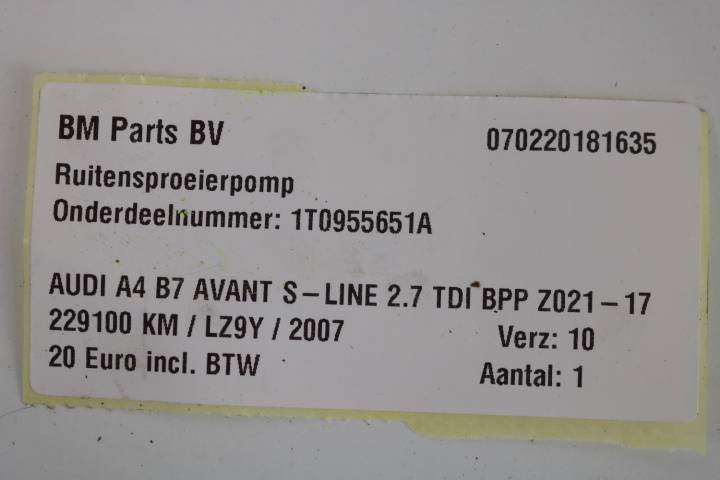 BM Parts BV 070220181635
Ruitensproeierpomp
Onderdeelnummer: 1T0955651A
AUDI A4 B7 AVANT S-LINE 2.7 TDI BPP Z021-17
229100 KM / LZ9Y / 2007 Verz: 10
20 Euro incl. BTW Aantal: 1